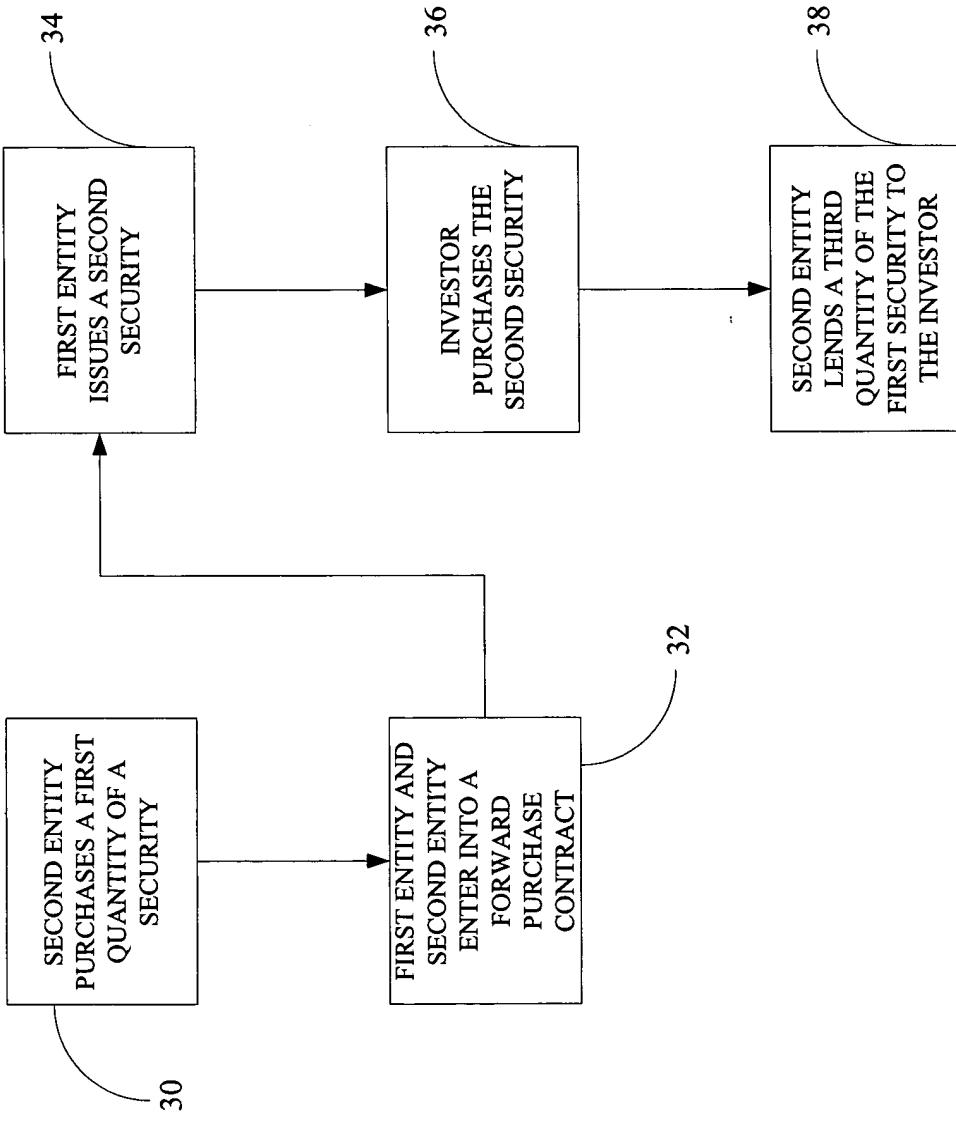 SECOND ENTITY
PURCHASES A FIRST
QUANTITY OF A
SECURITY
30
FIRST ENTITY AND
SECOND ENTITY
ENTER INTO A
FORWARD
PURCHASE
CONTRACT
32
FIRST ENTITY
ISSUES A SECOND
SECURITY
34
INVESTOR
PURCHASES THE
SECOND SECURITY
36
SECOND ENTITY
LENDS A THIRD
QUANTITY OF THE
FIRST SECURITY TO
THE INVESTOR
38